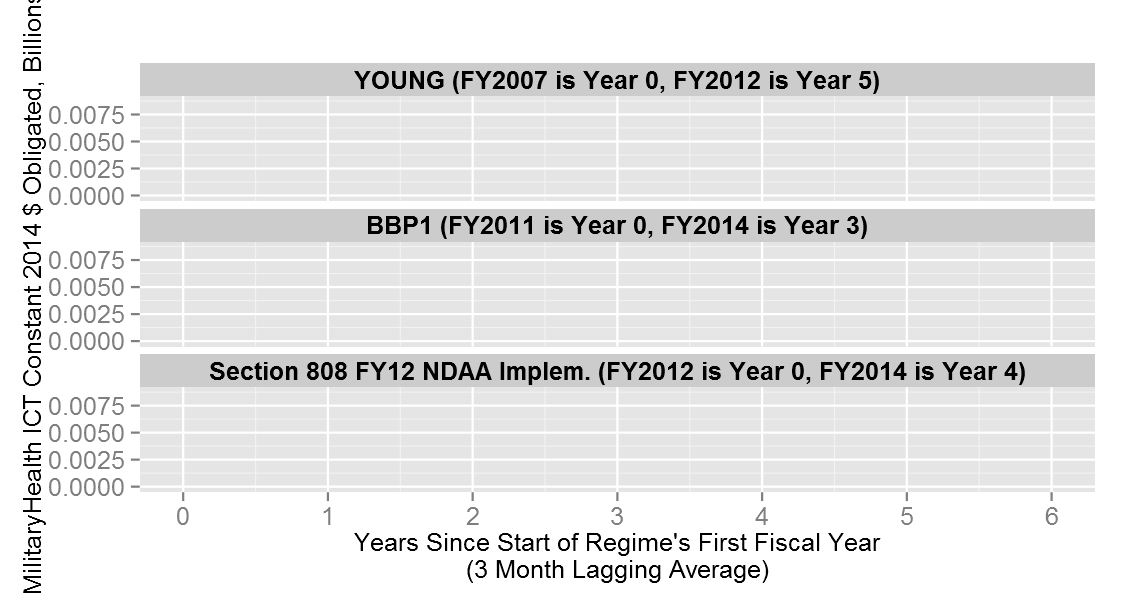 MilitaryHealth ICT Constant 2014 $ Obligated, Billions
YOUNG (FY2007 is Year 0, FY2012 is Year 5)
0.0075
0.0050
0.0025
0.0000
BBP1 (FY2011 is Year 0, FY2014 is Year 3)
0.0075
0.0050
0.0025
0.0000
Section 808 FY12 NDAA Implem. (FY2012 is Year 0, FY2014 is Year 4)
0.0075
0.0050
0.0025
0.0000
0 1 2 3 4 5 6
Years Since Start of Regime's First Fiscal Year
(3 Month Lagging Average)